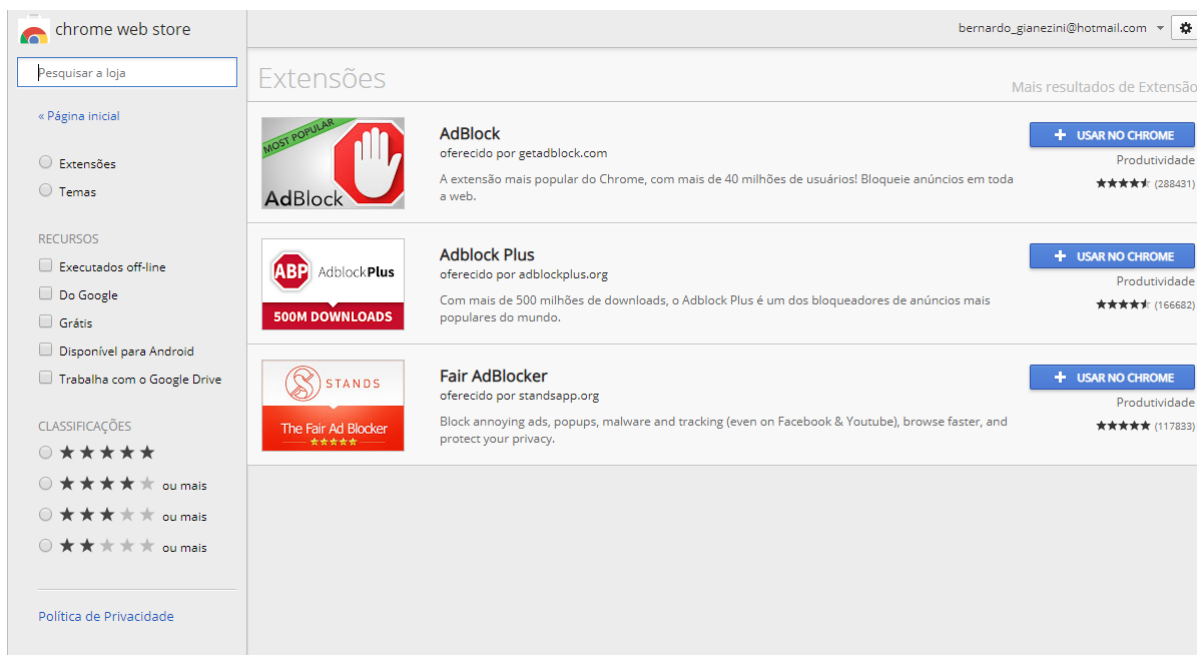 chrome web store
bernardo_gianezini@hotmail.com
Pesquisar a loja
« Página inicial
Extensões
Temas
RECURSOS
Executados off-line
Do Google
Grátis
Disponível para Android
Trabalha com o Google Drive
CLASSIFICAÇÕES
ou mais
ou mais
ou mais
Política de Privacidade
Extensões
Mais resultados de Extensão
MOST POPULAR
AdBlock
AdBlock
oferecido por getadblock.com
A extensão mais popular do Chrome, com mais de 40 milhões de usuários! Bloqueie anúncios em toda
a web.
USAR NO CHROME
Produtividade
(288431)
ABP AdblockPlus
500M DOWNLOADS
Adblock Plus
oferecido por adblockplus.org
Com mais de 500 milhões de downloads, o Adblock Plus é um dos bloqueadores de anúncios mais
populares do mundo.
USAR NO CHROME
Produtividade
(166682)
STANDS
The Fair Ad Blocker
Fair AdBlocker
oferecido por standsapp.org
Block annoying ads, popups, malware and tracking (even on Facebook & Youtube), browse faster, and
protect your privacy.
USAR NO CHROME
Produtividade
(117833)